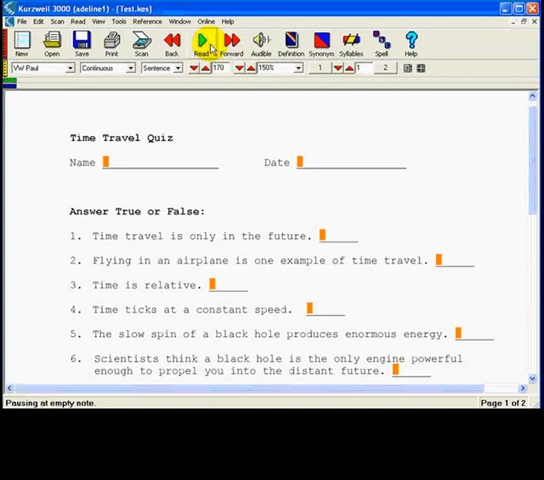 Kurzweil 3000 (adeline1) - [Test.kes]
File Edit Scan Read View Tools Reference Window Online Help
New Open Save Print Scan Back Read Forward Audible Definition Synonym Syllables Spell Help
VW Paul Continuous Sentence 170 150% 1 1 2
Time Travel Quiz
Name Date
Answer True or False:
1. Time travel is only in the future.
2. Flying in an airplane is one example of time travel.
3. Time is relative.
4. Time ticks at a constant speed.
5. The slow spin of a black hole produces enormous energy.
6. Scientists think a black hole is the only engine powerful
enough to propel you into the distant future.
Pausing at empty note. Page 1 of 2